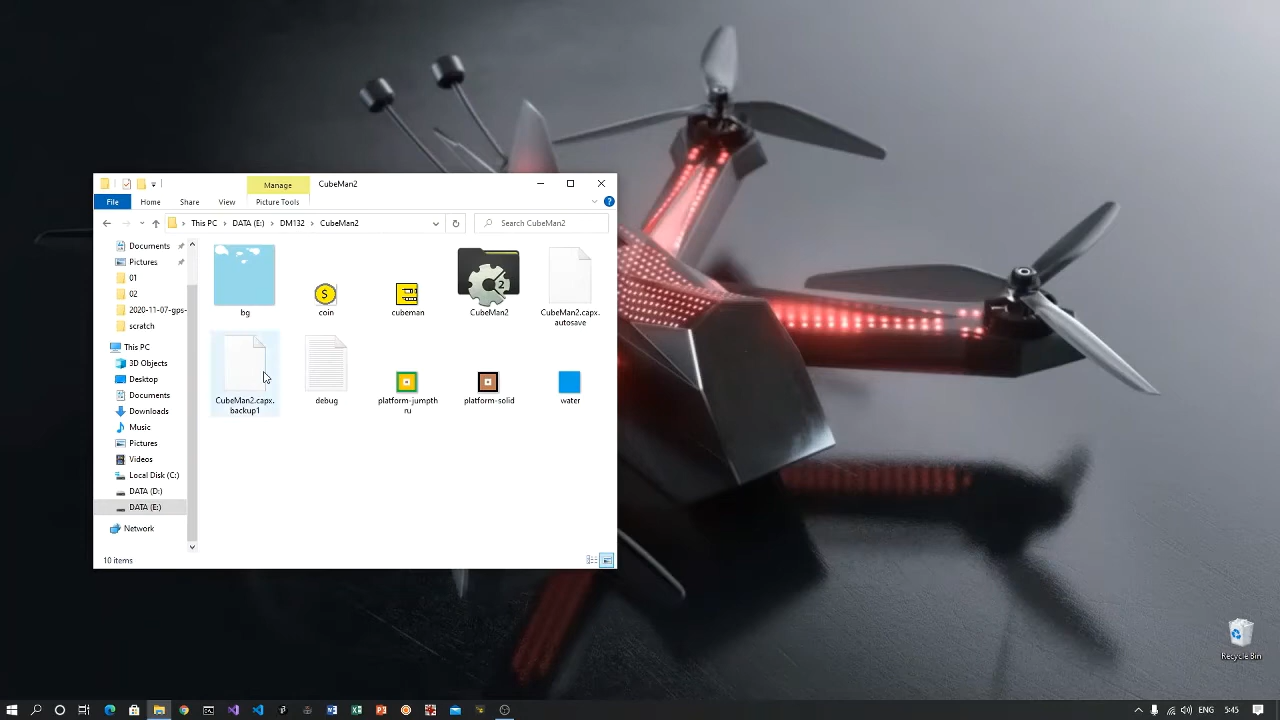 Manage
CubeMan2
File
Home
Share
View
Picture Tools
This PC
DATA (E:)
DM132
CubeMan2
Search CubeMan2
Documents
Pictures
01
02
2020-11-07-gps-
scratch
This PC
3D Objects
Desktop
Documents
Downloads
Music
Pictures
Videos
Local Disk (C:)
DATA (D:)
DATA (E:)
Network
bg
coin
cubeman
CubeMan2
CubeMan2.capx.
autosave
CubeMan2.capx.
backup1
debug
platform-jumpth
ru
platform-solid
water
10 items
Recycle Bin
ENG
5:45